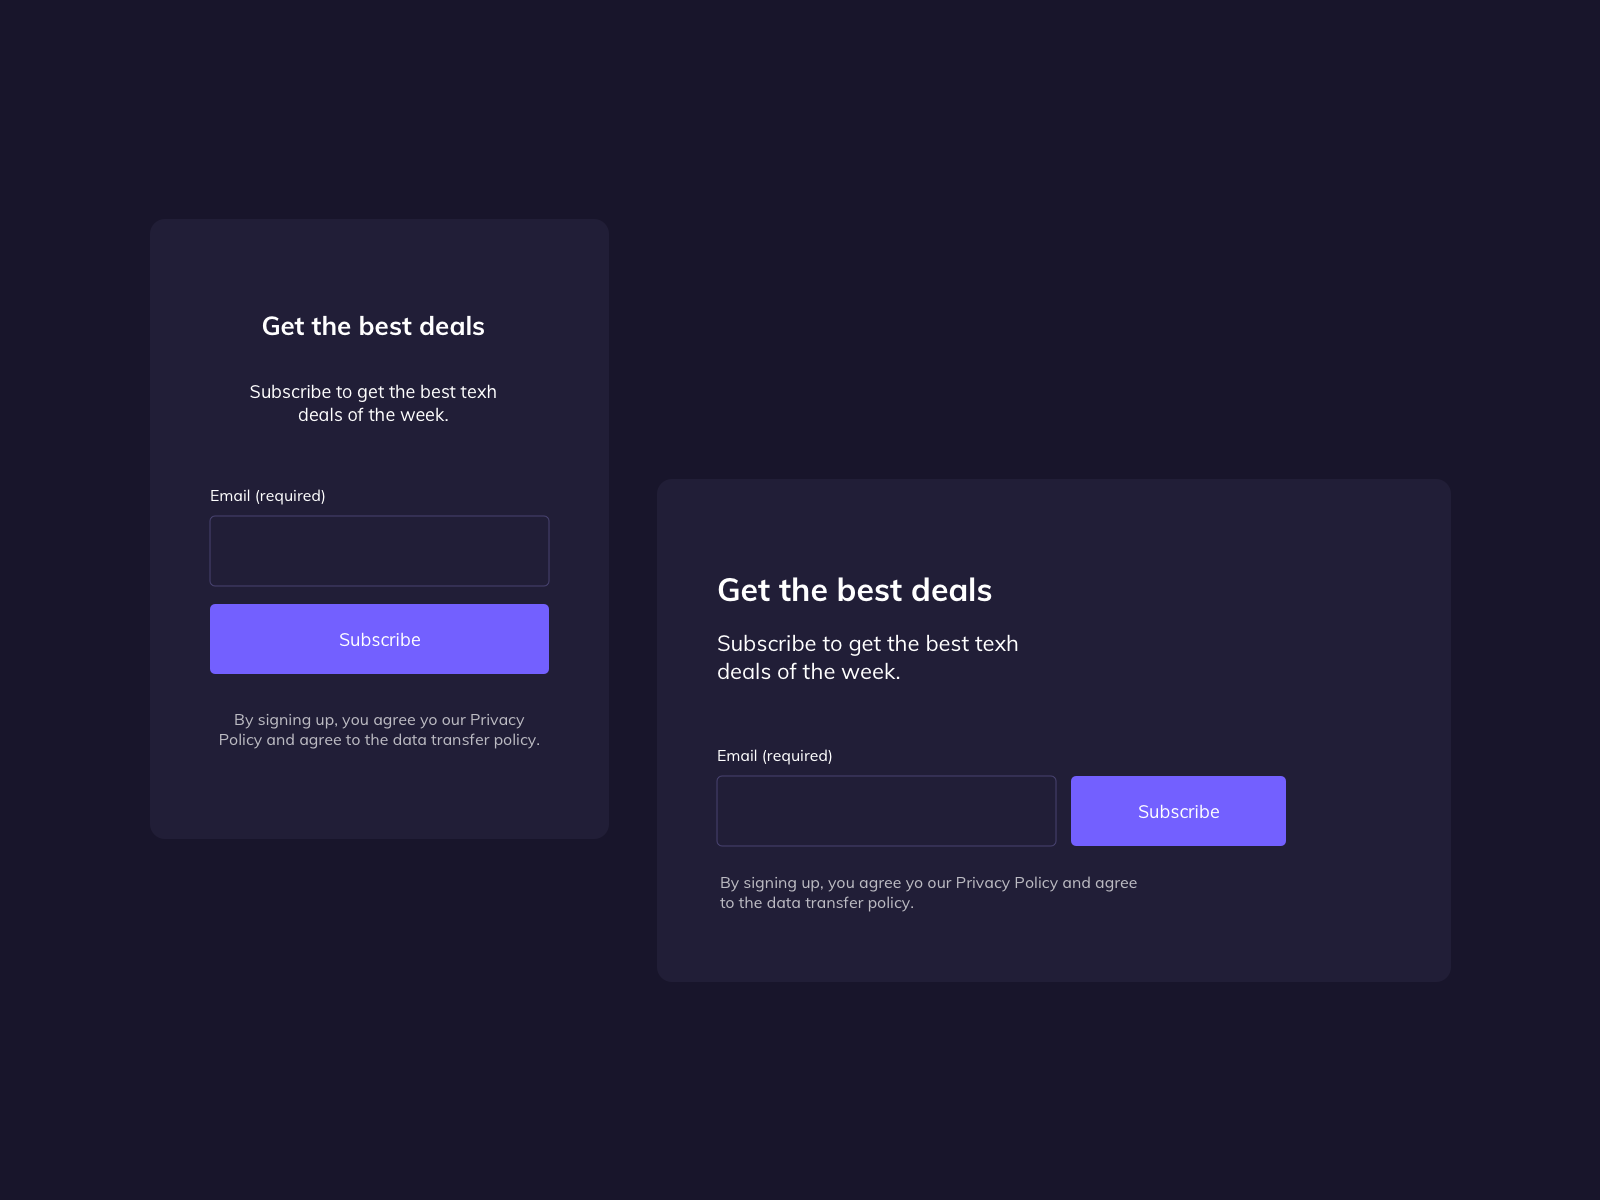 Get the best deals
Subscribe to get the best texh
deals of the week.
Email (required)
Subscribe
By signing up, you agree yo our Privacy
Policy and agree to the data transfer policy.
Get the best deals
Subscribe to get the best texh
deals of the week.
Email (required)
Subscribe
By signing up, you agree yo our Privacy Policy and agree
to the data transfer policy.